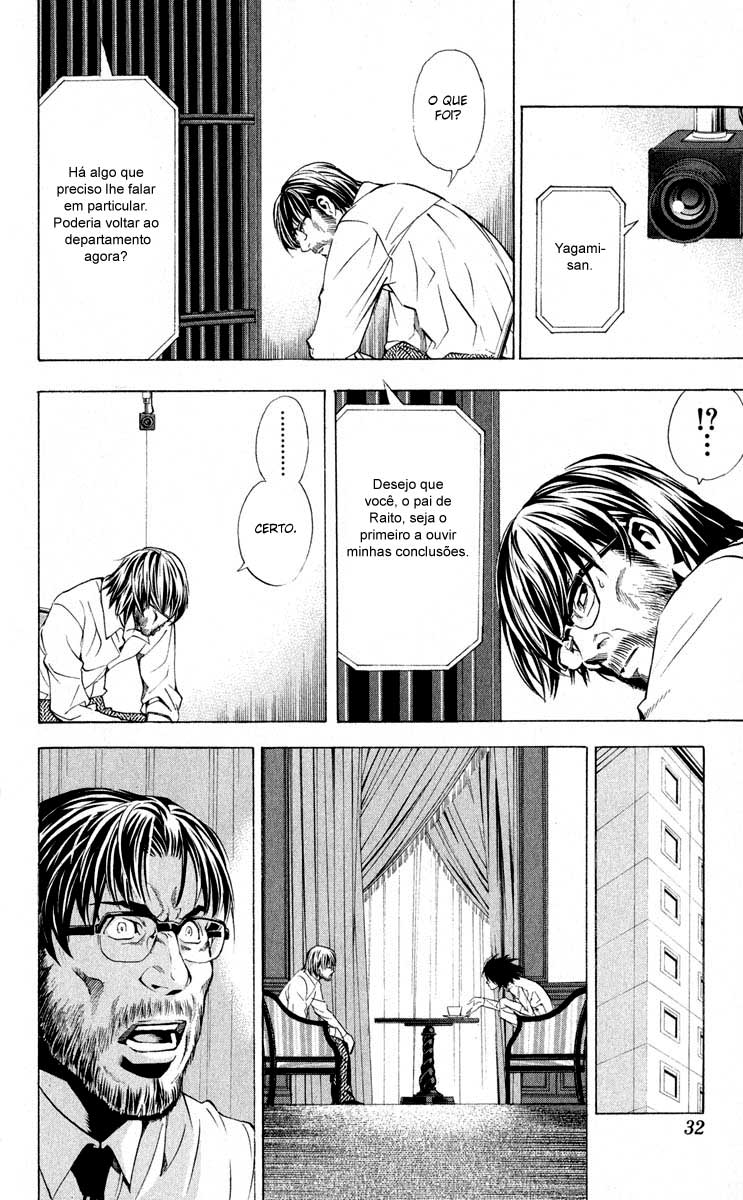 Yagami-
san.
O QUE
FOI?
Há algo que
preciso lhe falar
em particular.
Poderia voltar ao
departamento
agora?
!?
...
Desejo que
você, o pai de
Raito, seja o
primeiro a ouvir
minhas conclusões.
.........
CERTO.
32